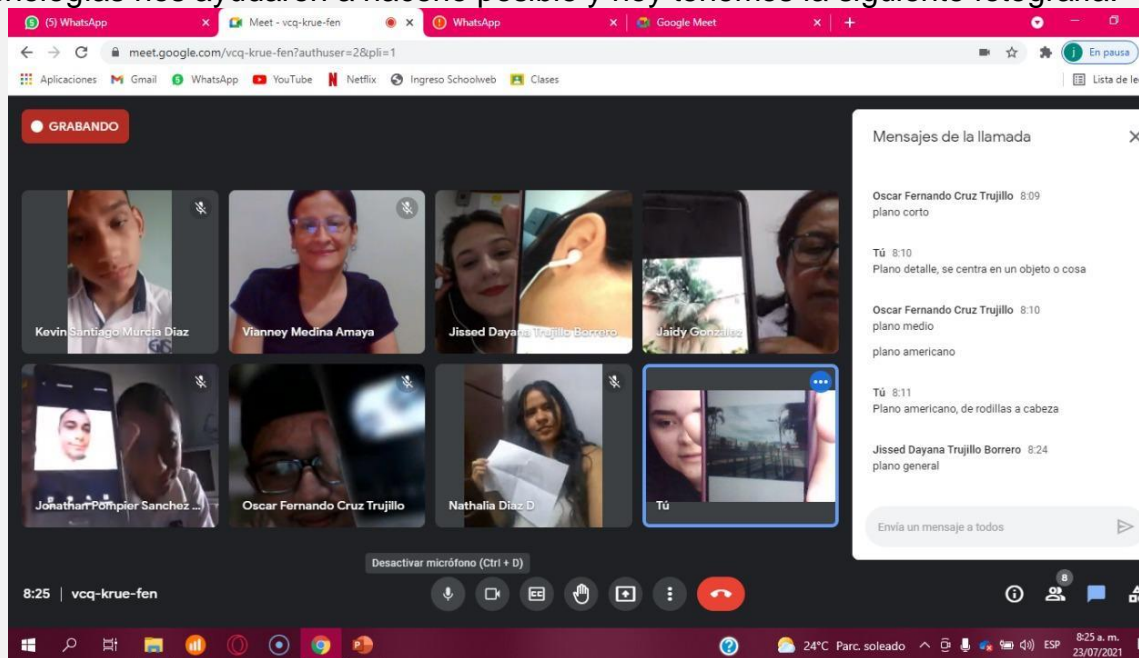 nologías nos ayudaron a hacerlo posible y hoy tenemos la siguiente fotografía.
(5) WhatsApp
Meet - vcq-krue-fen
WhatsApp
Google Meet
meet.google.com/vcq-krue-fen?authuser=2&pli=1
j En pausa
Aplicaciones
Gmail
WhatsApp
YouTube
Netflix
Ingreso Schoolweb
Clases
Lista de le
GRABANDO
Mensajes de la llamada
Oscar Fernando Cruz Trujillo 8:09
plano corto
Tú 8:10
Plano detalle, se centra en un objeto o cosa
Oscar Fernando Cruz Trujillo 8:10
plano medio
plano americano
Tú 8:11
Plano americano, de rodillas a cabeza
Jissed Dayana Trujillo Borrero 8:24
plano general
Envía un mensaje a todos
Kevin Santiago Murcia Diaz
Vianney Medina Amaya
Jissed Dayana Trujillo Borrero
Jaidy Gonzalez
Jonathan Pompier Sanchez ...
Oscar Fernando Cruz Trujillo
Nathalia Diaz D
Tú
Desactivar micrófono (Ctrl + D)
8:25 | vcq-krue-fen
8
24°C Parc. soleado
ESP
8:25 a. m.
23/07/2021